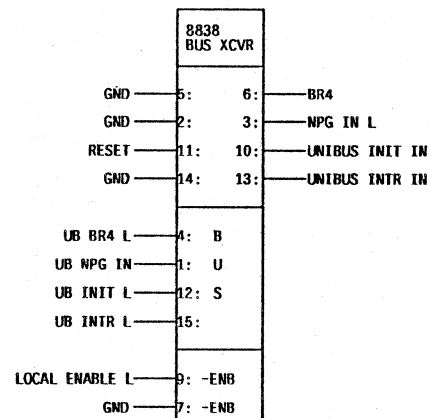 8838
BUS XCVR
GND 5: 6: BR4
GND 2: 3: NPG IN L
RESET 11: 10: UNIBUS INIT IN
GND 14: 13: UNIBUS INTR IN
UB BR4 L 4: B
UB NPG IN 1: U
UB INIT L 12: S
UB INTR L 15:
LOCAL ENABLE L 9: -ENB
GND 7: -ENB